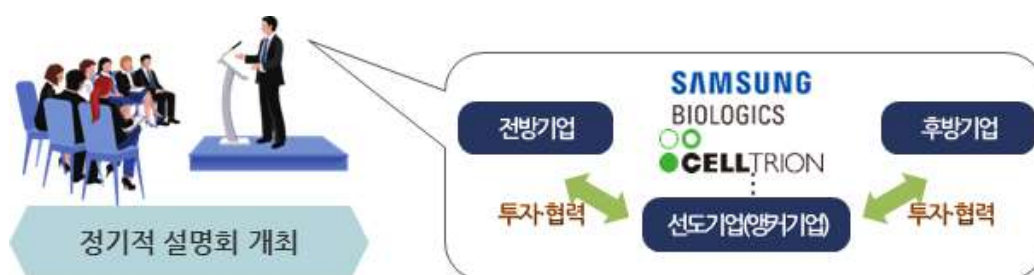 SAMSUNG
BIOLOGICS
CELLTRION
전방기업
후방기업
투자·협력
선도기업(앵커기업)
투자·협력
정기적 설명회 개최